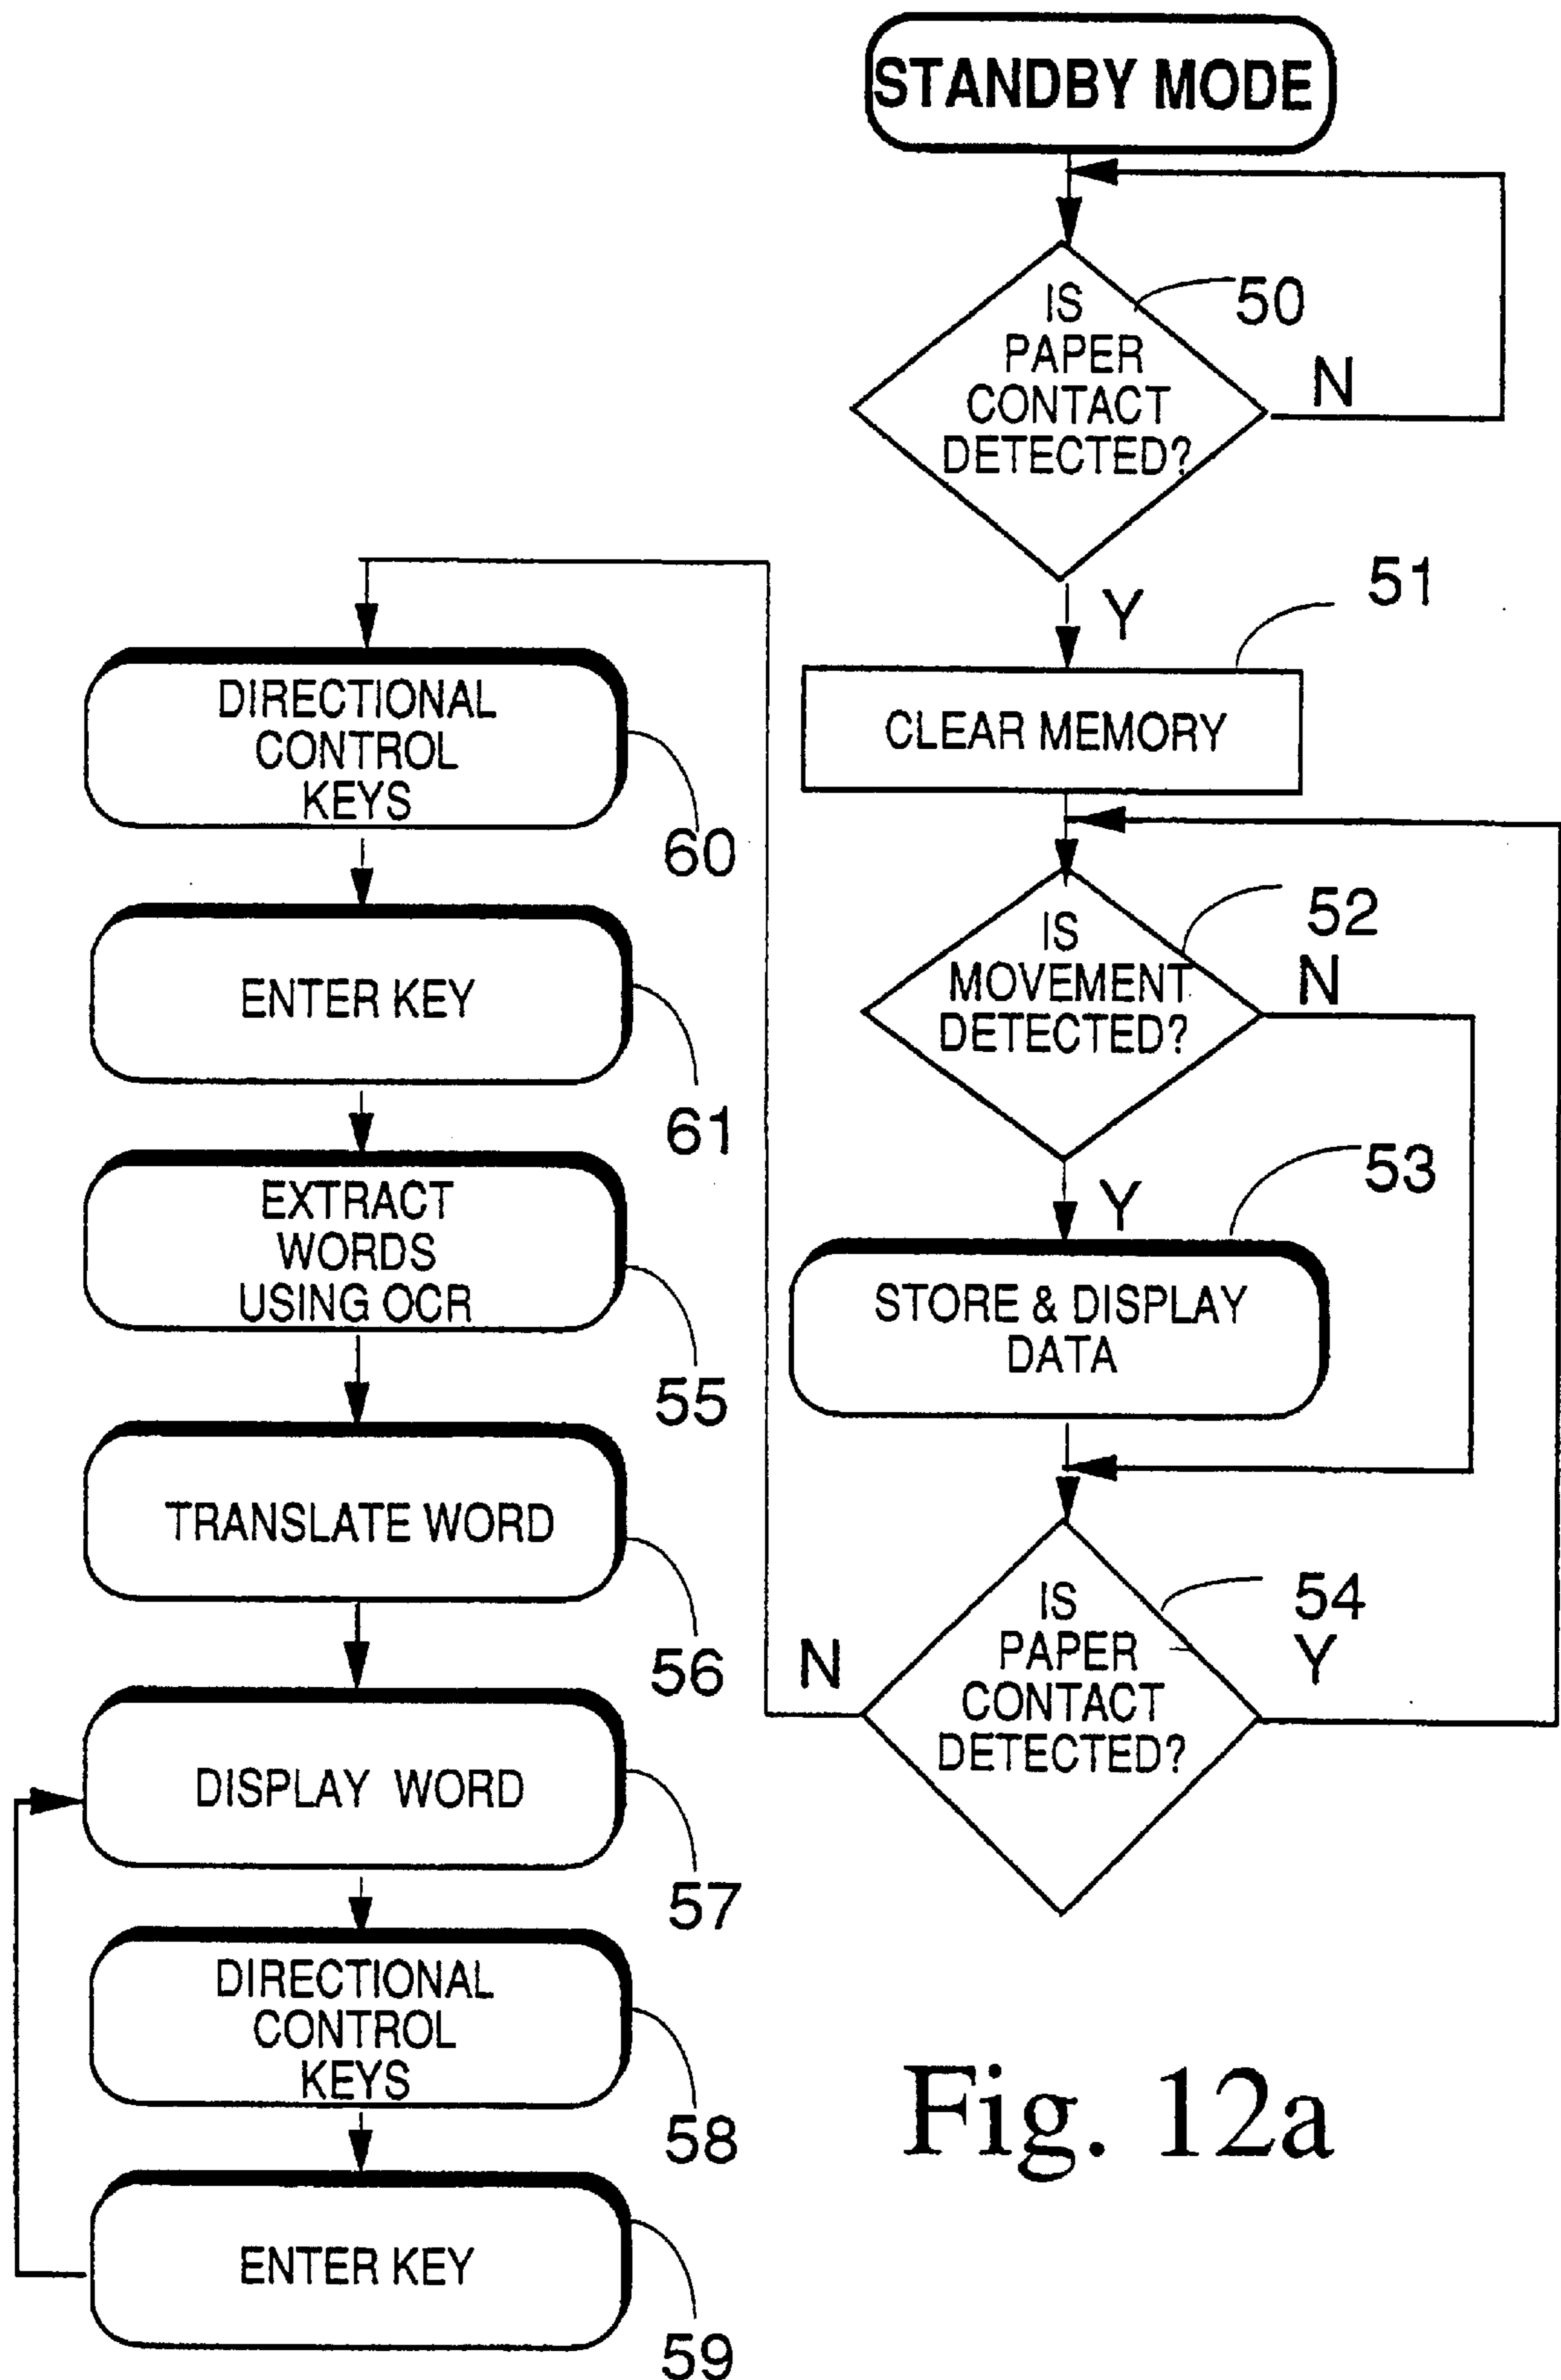 STANDBY MODE
IS
PAPER
CONTACT
DETECTED?
50
N
Y
51
CLEAR MEMORY
IS
MOVEMENT
DETECTED?
52
N
Y
53
STORE & DISPLAY
DATA
IS
PAPER
CONTACT
DETECTED?
54
Y
N
DIRECTIONAL
CONTROL
KEYS
60
ENTER KEY
61
EXTRACT
WORDS
USING OCR
55
TRANSLATE WORD
56
DISPLAY WORD
57
DIRECTIONAL
CONTROL
KEYS
58
ENTER KEY
59
Fig. 12a